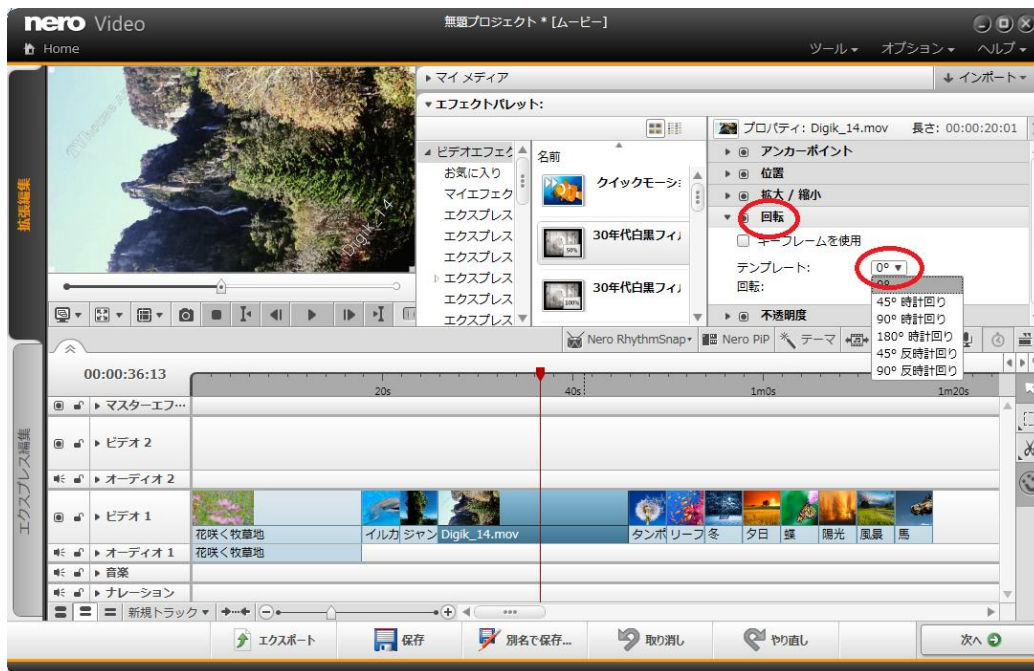 nero Video
無題プロジェクト * [ムービー]
Home
ツール
オプション
ヘルプ
マイ メディア
インポート
エフェクトパレット:
プロパティ: Digik_14.mov
長さ: 00:00:20:01
ビデオエフェク
お気に入り
マイエフェク
エクスプレス
エクスプレス
エクスプレス
エクスプレス
エクスプレス
エクスプレス
名前
クイックモーシ
30年代白黒フィル
50%
30年代白黒フィル
100%
アンカーポイント
位置
拡大 / 縮小
回転
キーフレームを使用
テンプレート:
0º
回転:
0º
45º 時計回り
90º 時計回り
180º 時計回り
45º 反時計回り
90º 反時計回り
不透明度
Digik_14
拡張編集
エクスプレス編集
Nero RhythmSnap
Nero PiP
テーマ
00:00:36:13
20s
40s
1m0s
1m20s
マスターエフ…
ビデオ 2
オーディオ 2
ビデオ 1
花咲く牧草地
イルカ
ジャン
Digik_14.mov
タンポ
リーフ
冬
夕日
蝶
陽光
風景
馬
オーディオ 1
花咲く牧草地
音楽
ナレーション
新規トラック
エクスポート
保存
別名で保存...
取り消し
やり直し
次へ